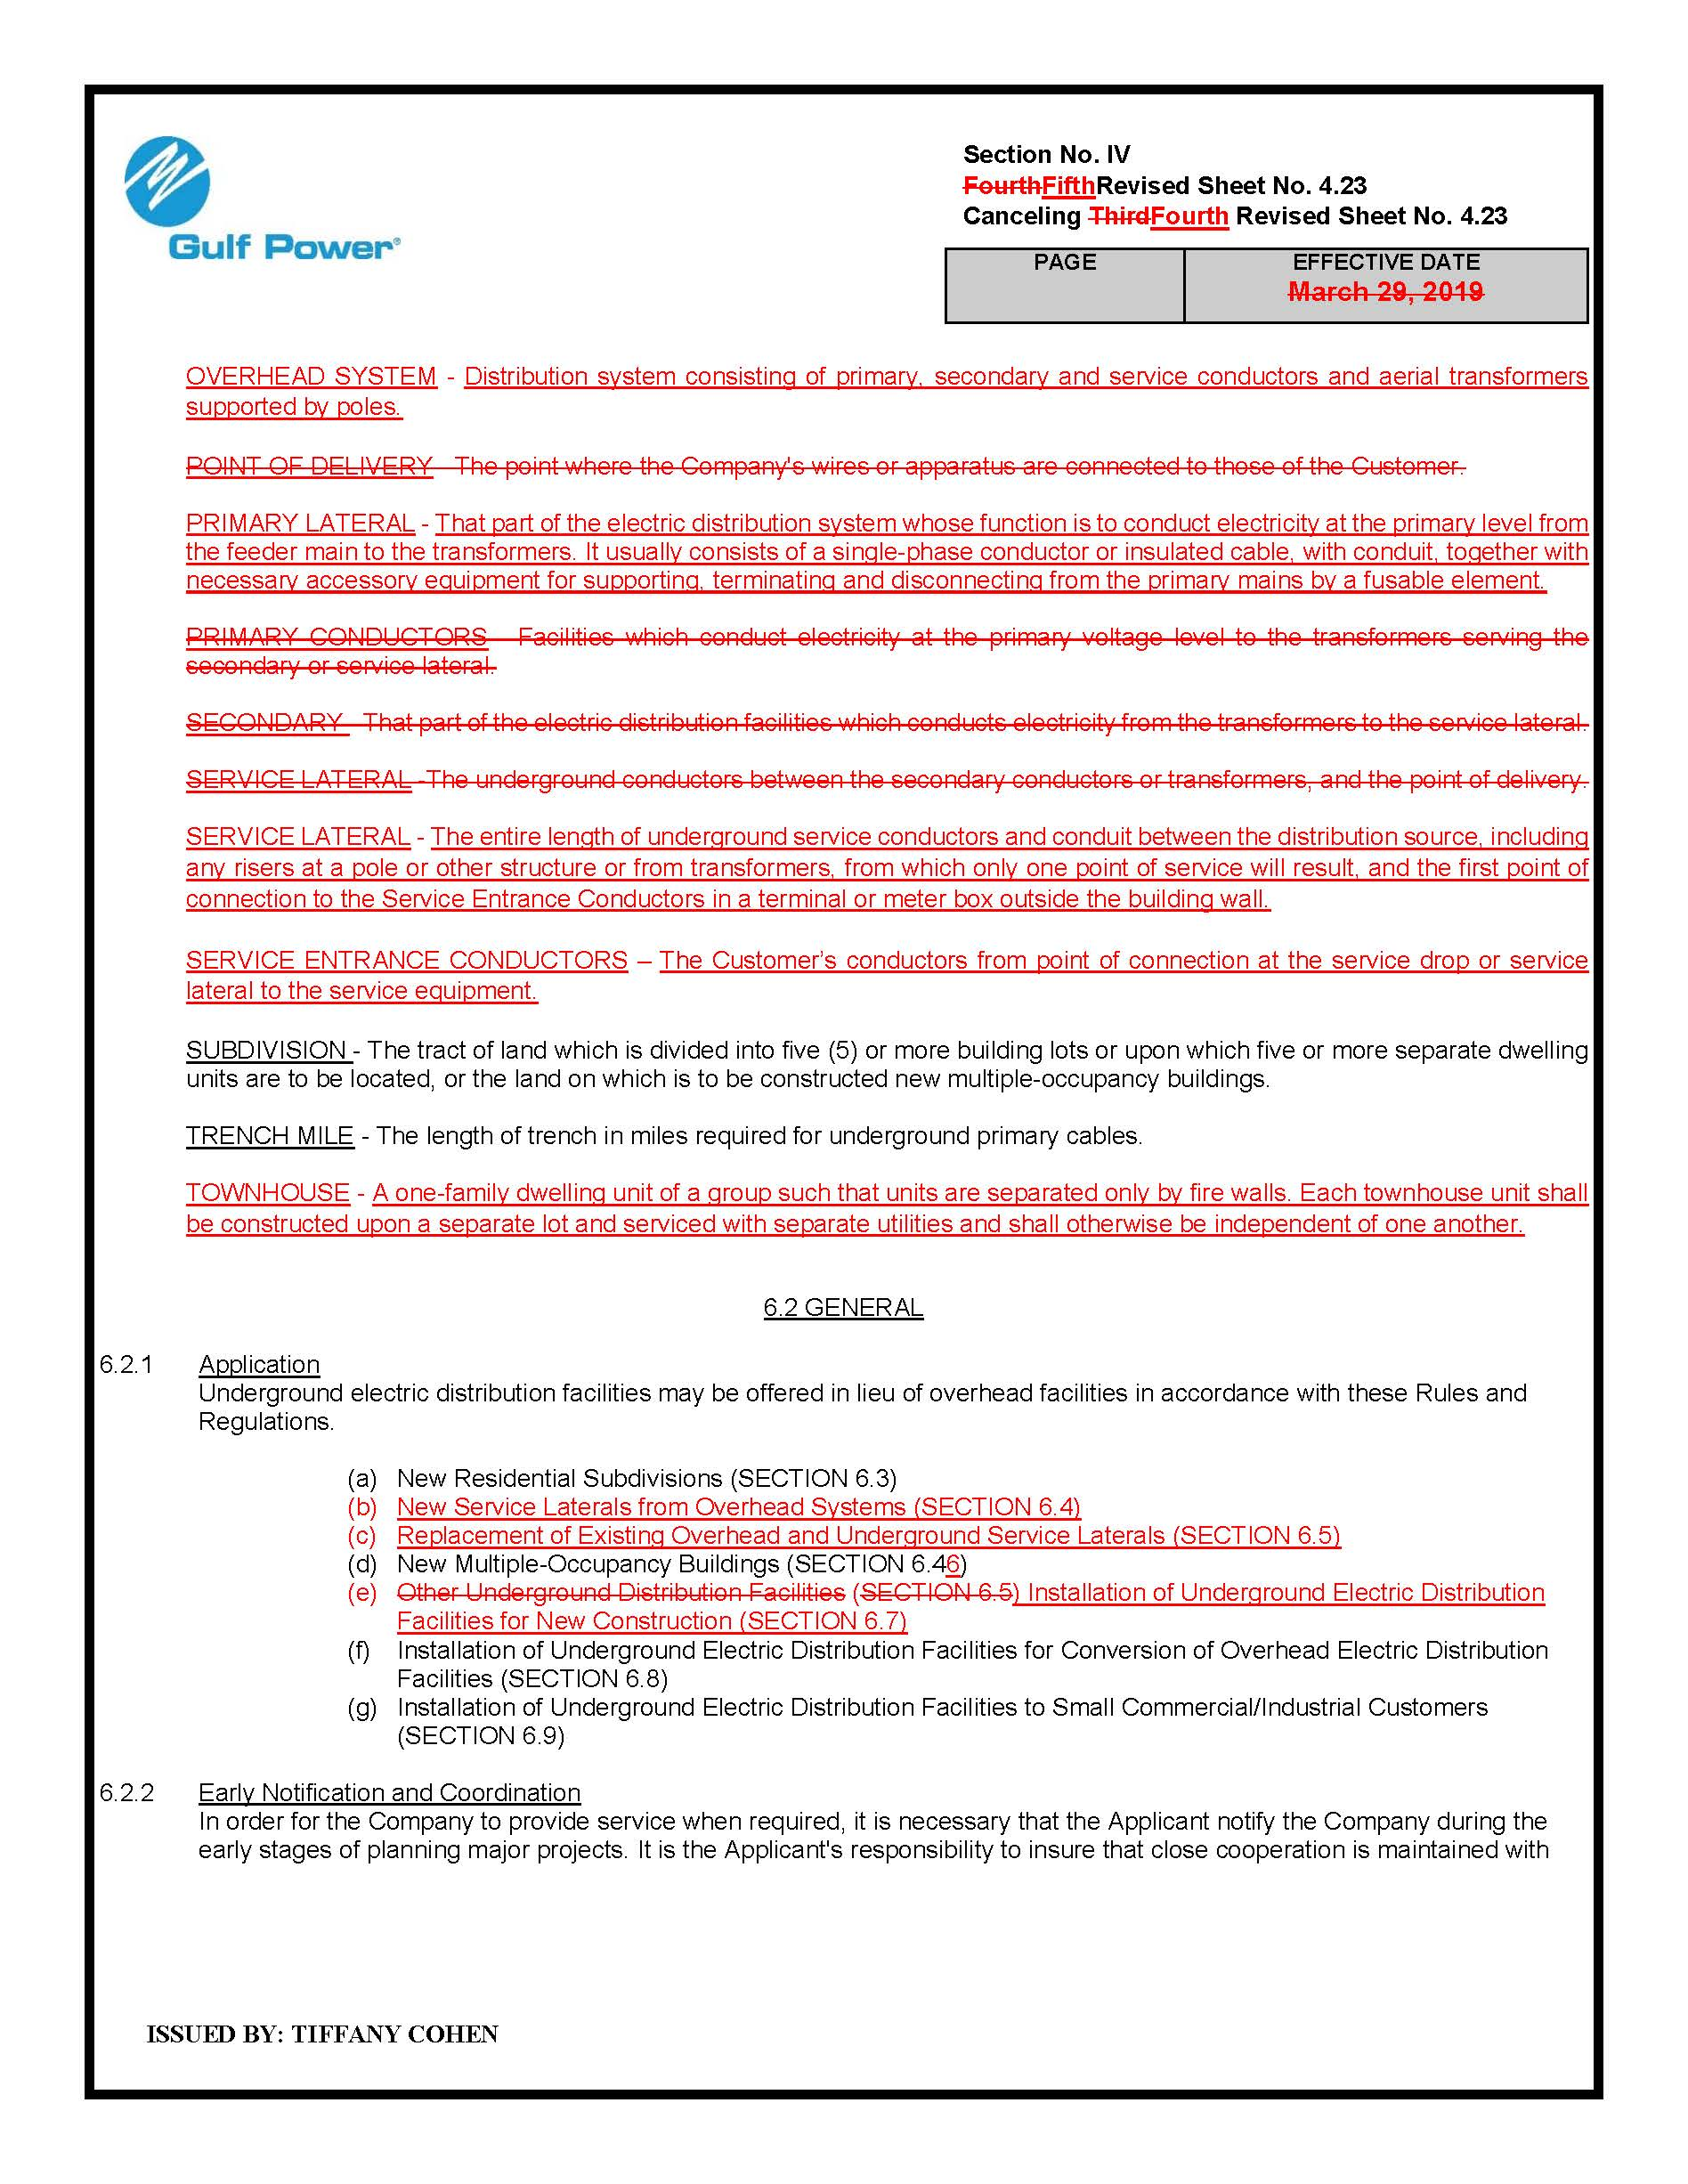 Gulf Power®
Section No. IV
FourthFifthRevised Sheet No. 4.23
Canceling ThirdFourth Revised Sheet No. 4.23
PAGE
EFFECTIVE DATE
March 29, 2019
OVERHEAD SYSTEM - Distribution system consisting of primary, secondary and service conductors and aerial transformers
supported by poles.
POINT OF DELIVERY - The point where the Company's wires or apparatus are connected to those of the Customer.
PRIMARY LATERAL - That part of the electric distribution system whose function is to conduct electricity at the primary level from
the feeder main to the transformers. It usually consists of a single-phase conductor or insulated cable, with conduit, together with
necessary accessory equipment for supporting, terminating and disconnecting from the primary mains by a fusable element.
PRIMARY CONDUCTORS - Facilities which conduct electricity at the primary voltage level to the transformers serving the
secondary or service lateral.
SECONDARY - That part of the electric distribution facilities which conducts electricity from the transformers to the service lateral.
SERVICE LATERAL -The underground conductors between the secondary conductors or transformers, and the point of delivery.
SERVICE LATERAL - The entire length of underground service conductors and conduit between the distribution source, including
any risers at a pole or other structure or from transformers, from which only one point of service will result, and the first point of
connection to the Service Entrance Conductors in a terminal or meter box outside the building wall.
SERVICE ENTRANCE CONDUCTORS – The Customer’s conductors from point of connection at the service drop or service
lateral to the service equipment.
SUBDIVISION - The tract of land which is divided into five (5) or more building lots or upon which five or more separate dwelling
units are to be located, or the land on which is to be constructed new multiple-occupancy buildings.
TRENCH MILE - The length of trench in miles required for underground primary cables.
TOWNHOUSE - A one-family dwelling unit of a group such that units are separated only by fire walls. Each townhouse unit shall
be constructed upon a separate lot and serviced with separate utilities and shall otherwise be independent of one another.
6.2 GENERAL
6.2.1 Application
Underground electric distribution facilities may be offered in lieu of overhead facilities in accordance with these Rules and
Regulations.
(a) New Residential Subdivisions (SECTION 6.3)
(b) New Service Laterals from Overhead Systems (SECTION 6.4)
(c) Replacement of Existing Overhead and Underground Service Laterals (SECTION 6.5)
(d) New Multiple-Occupancy Buildings (SECTION 6.46)
(e) Other Underground Distribution Facilities (SECTION 6.5) Installation of Underground Electric Distribution
Facilities for New Construction (SECTION 6.7)
(f) Installation of Underground Electric Distribution Facilities for Conversion of Overhead Electric Distribution
Facilities (SECTION 6.8)
(g) Installation of Underground Electric Distribution Facilities to Small Commercial/Industrial Customers
(SECTION 6.9)
6.2.2 Early Notification and Coordination
In order for the Company to provide service when required, it is necessary that the Applicant notify the Company during the
early stages of planning major projects. It is the Applicant's responsibility to insure that close cooperation is maintained with
ISSUED BY: TIFFANY COHEN